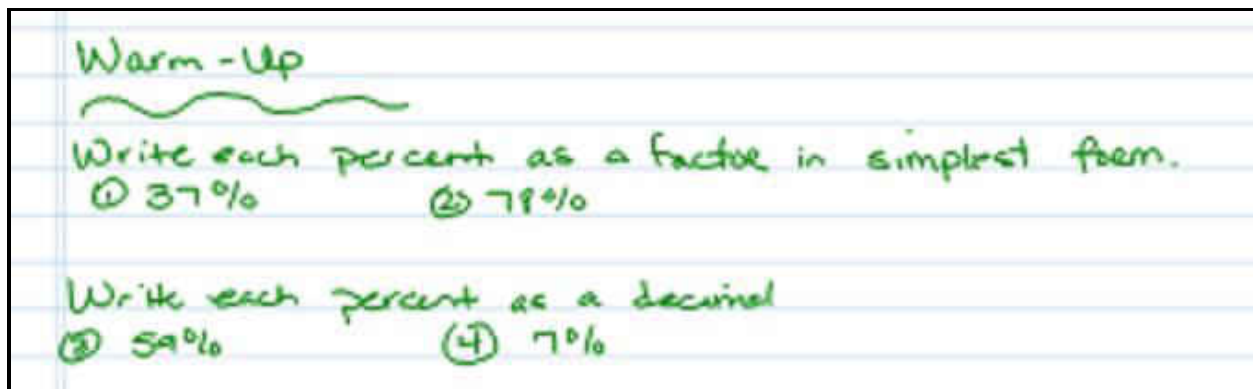 Warm-Up
Write each percent as a factor in simplest form.
① 37% ② 78%
Write each percent as a decimal
③ 59% ④ 7%